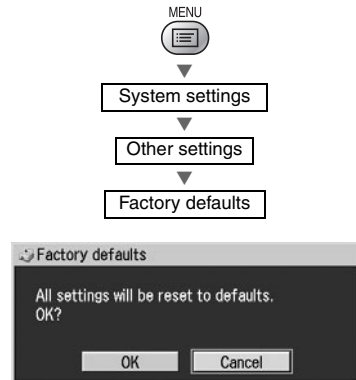 MENU
System settings
Other settings
Factory defaults
Factory defaults
All settings will be reset to defaults.
OK?
OK Cancel